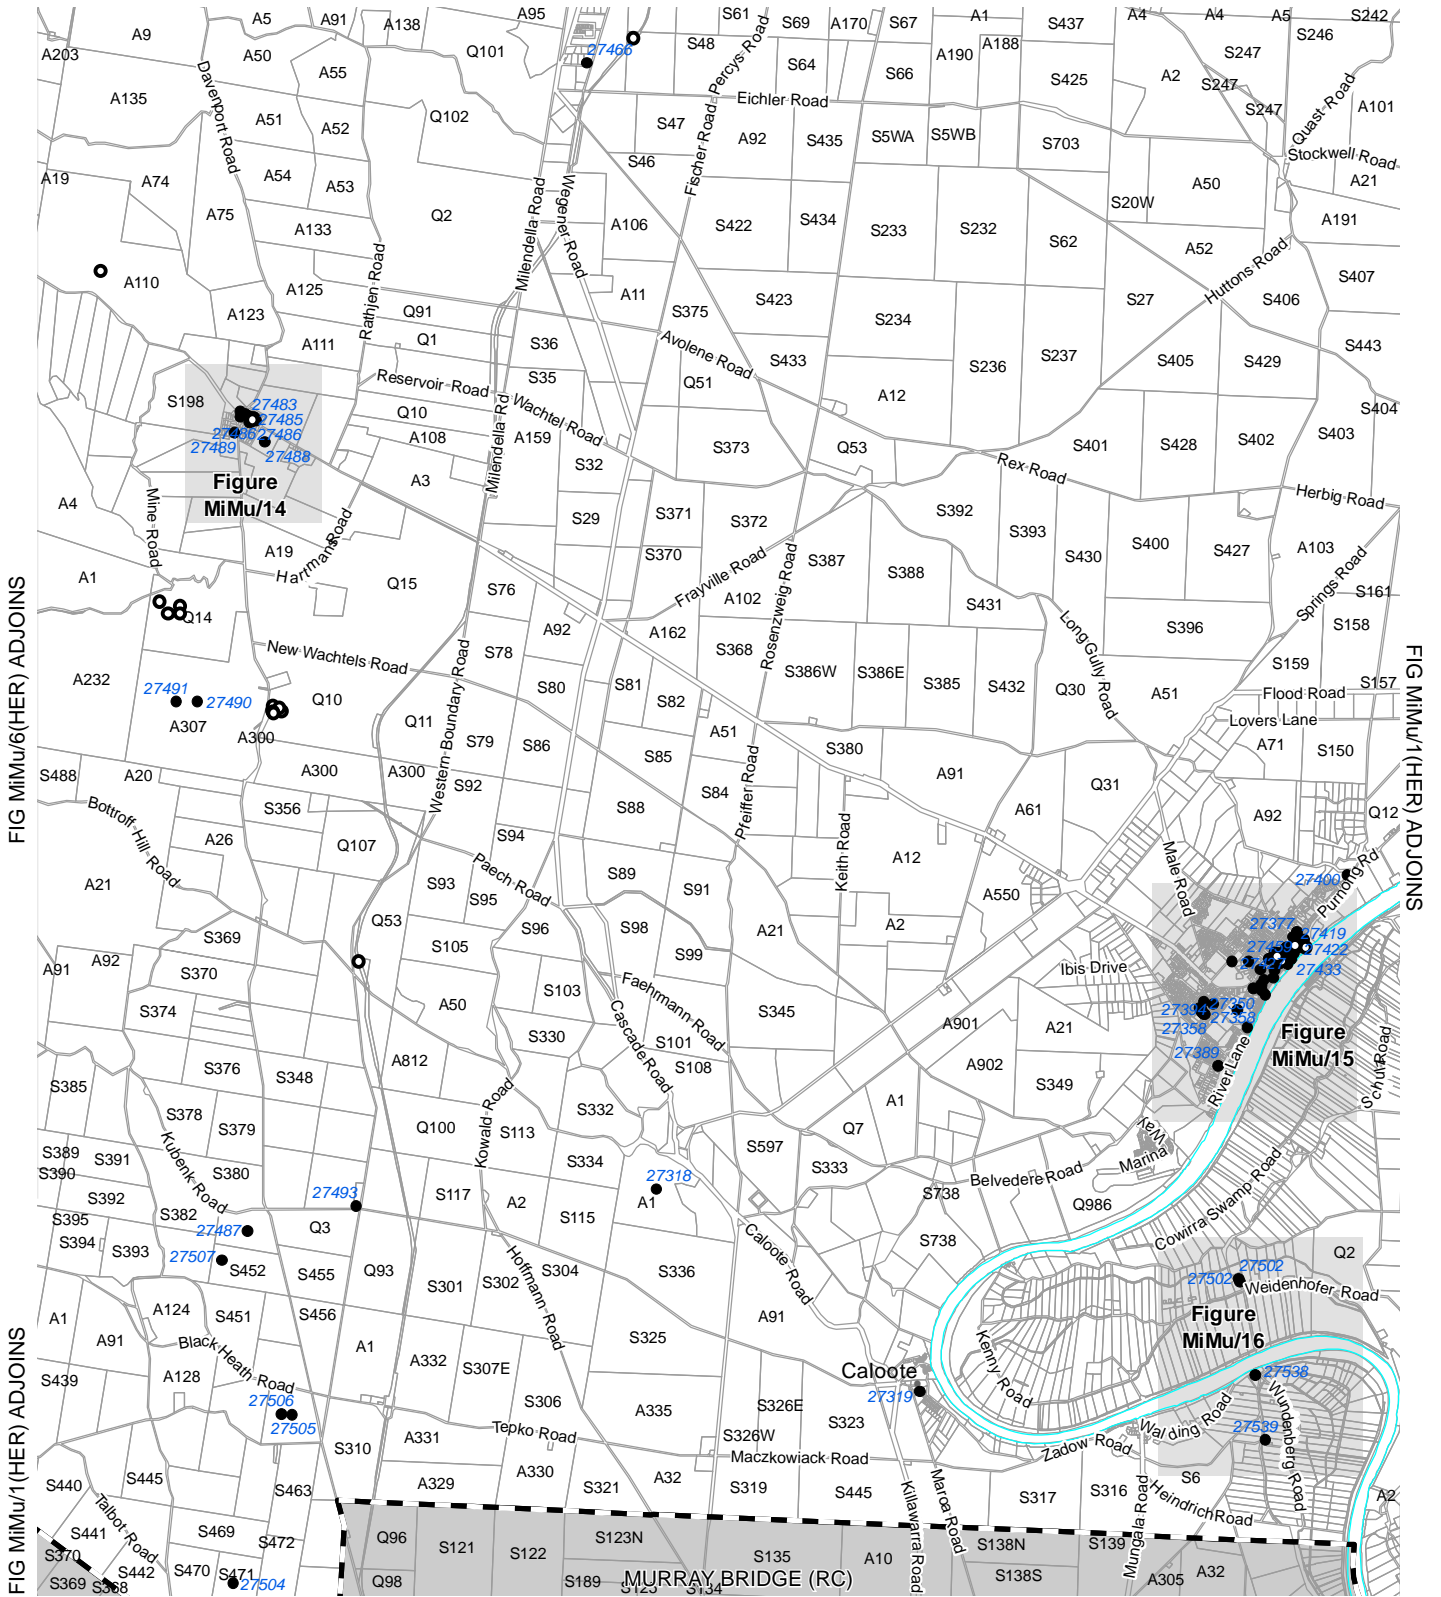 A5
A91
A138
A95
S61
S69
A170
S67
A1
S437
A4
A4
A5
S242
A9
A203
A50
A55
Q101
27466
S48
S64
S66
A190
A188
S425
A2
S247
S246
S247
S247
A101
A135
Davenport Road
A51
A52
Q102
S47
Fischer Road
Percys Road
Eichler Road
A92
S435
S5WA
S5WB
S703
Quast Road
Stockwell Road
A19
A74
A54
A53
S46
A50
A21
A75
A133
Q2
Milendella Road
Wegener Road
A106
S422
S434
S233
S232
S62
S20W
A52
A191
A110
A125
Rathjen Road
A11
S423
S375
S234
S27
Huttons Road
S406
S407
A123
A111
Q91
Q1
S36
Avolene Road
S433
S236
S237
S405
S429
S443
S198
Reservoir Road
S35
Q51
A12
S404
27483
27485
27486
27486
27489
27488
Q10
A108
Milendella Rd
Wachtel Road
A159
S32
S373
Q53
S401
S428
S402
S403
Figure
MiMu/14
A3
Rex Road
Herbig Road
A4
Mine Road
S29
S371
S372
S392
S393
A19
Hartmans Road
S370
Frayville Road
S387
S430
S400
S427
A103
A1
Q15
S76
A102
Rosenzweig Road
S388
S431
Springs Road
S161
Q14
A92
A162
S368
Long Gully Road
S396
S158
New Wachtels Road
S78
S386W
S386E
S385
S432
Q30
A51
S159
S157
A232
27491
27490
Q10
S80
S81
S82
Flood Road
A307
A300
Q11
Western Boundary Road
S79
S86
A51
S380
Lovers Lane
A71
S150
S488
A20
A300
A300
S92
S85
S84
Pfeiffer Road
A91
Q31
Bottroff Hill Road
S356
S88
A61
A92
Q12
A26
Q107
S94
Keith Road
A12
Male Road
A21
S93
Paech Road
S89
S91
A550
27400
Purnong Rd
S95
Q53
S96
S98
A21
A2
27377
27419
A92
S369
S105
S99
27459
27422
A91
S370
Ibis Drive
27427
27433
A50
S103
Faehrmann Road
S345
S374
Cascade Road
27394
27350
27358
27358
S330
S101
A901
A21
Figure
MiMu/15
S376
S348
A812
S108
A902
27389
Schul Road
S385
S349
River Lane
S378
S379
Kowald Road
S332
A1
Q100
S113
Q7
S389
S390
S391
Kubenk Road
S380
S334
S597
S333
Marina Way
27318
Belvedere Road
S392
27493
S117
A2
A1
S738
Q986
S395
S382
27487
Q3
S115
Cowirra Swamp Road
S394
S393
27507
S452
S455
Q93
S301
S302
Hoffmann Road
S304
S336
Caloote Road
S738
Q2
27502
27502
Weidenhofer Road
A1
A124
S451
S456
A91
Figure
MiMu/16
A91
Black Heath Road
A1
A332
S307E
S325
Kenny Road
S439
A128
Caloote
27319
27538
27506
27505
S306
A335
S326E
S323
Walding Road
Wundenberg Road
S310
A331
Tepko Road
S326W
27539
Maczkowiack Road
Zadow Road
S440
S445
S463
A329
A330
S321
A32
S319
S445
S317
S316
S6
Heindrich Road
A2
Talbot Road
S441
S469
S472
Killawarra Road
Maroa Road
Mungala Road
S370
S369
S368
S442
S470
S471
27504
Q96
Q98
S121
S122
S123N
S189
S123
S134
S135
A10
S138N
S138S
S139
A305
A32
MURRAY BRIDGE (RC)
FIG MiMu/6(HER) ADJOINS
FIG MiMu/1(HER) ADJOINS
FIG MiMu/1(HER) ADJOINS